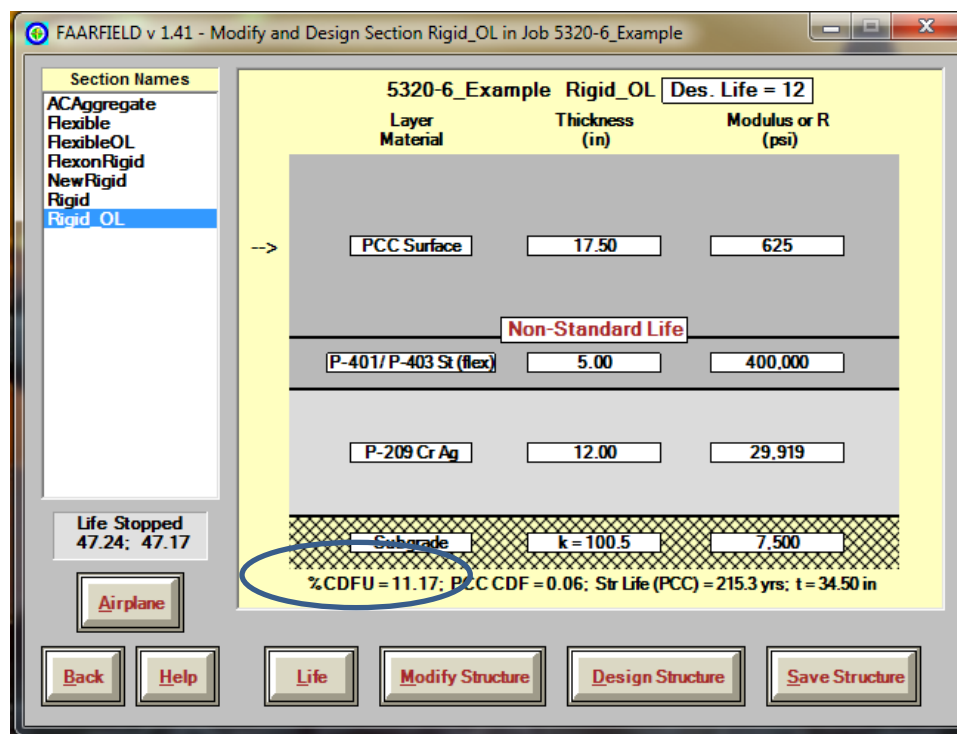 FAARFIELD v 1.41 - Modify and Design Section Rigid_OL in Job 5320-6_Example
Section Names
ACAggregate
Flexible
FlexibleOL
FlexonRigid
NewRigid
Rigid
Rigid_OL
Life Stopped
47.24; 47.17
Airplane
Back
Help
5320-6_Example Rigid_OL Des. Life = 12
Layer Material Thickness (in) Modulus or R (psi)
--> PCC Surface 17.50 625
Non-Standard Life
P-401/ P-403 St (flex) 5.00 400,000
P-209 Cr Ag 12.00 29,919
Subgrade k = 100.5 7,500
%CDFU = 11.17; PCC CDF = 0.06; Str Life (PCC) = 215.3 yrs; t = 34.50 in
Life
Modify Structure
Design Structure
Save Structure